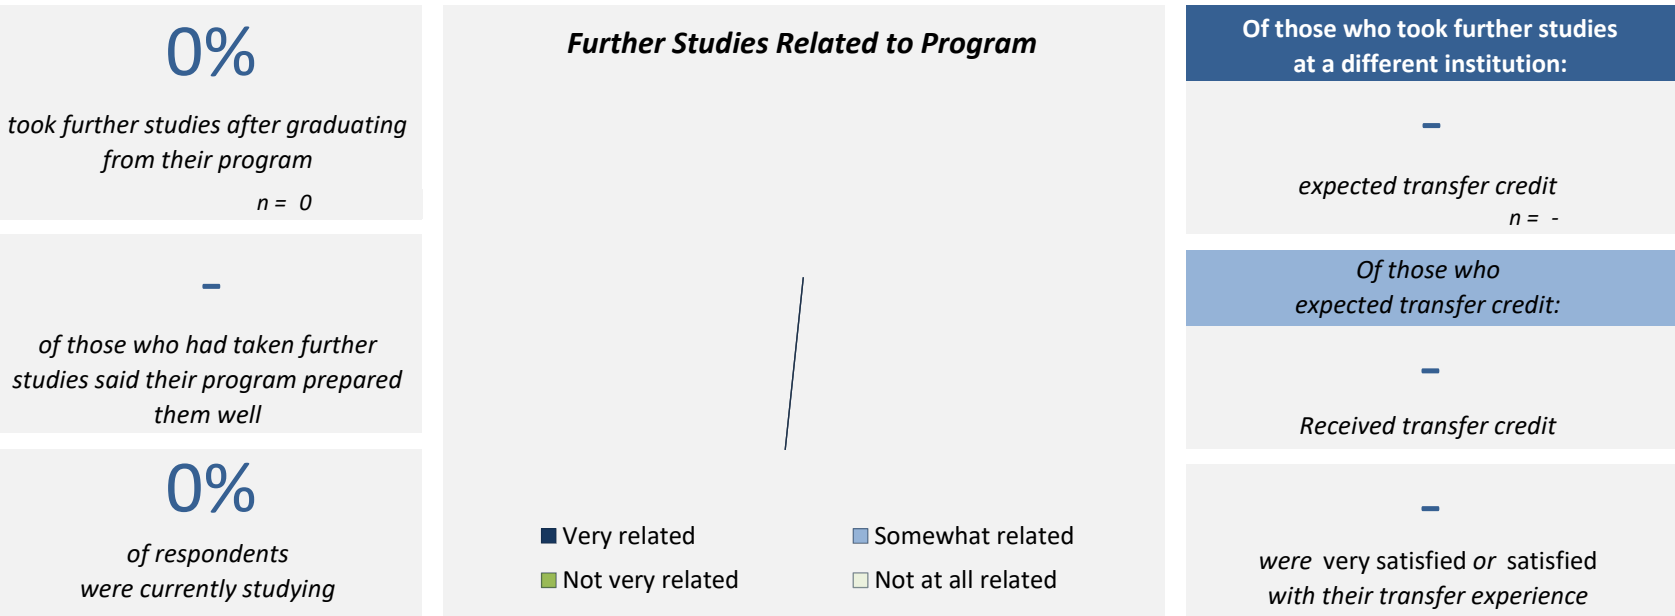 0%
took further studies after graduating
from their program
n = 0
-
of those who had taken further
studies said their program prepared
them well
0%
of respondents
were currently studying
Further Studies Related to Program
Very related
Somewhat related
Not very related
Not at all related
Of those who took further studies
at a different institution:
-
expected transfer credit
n = -
Of those who
expected transfer credit:
-
Received transfer credit
-
were very satisfied or satisfied
with their transfer experience